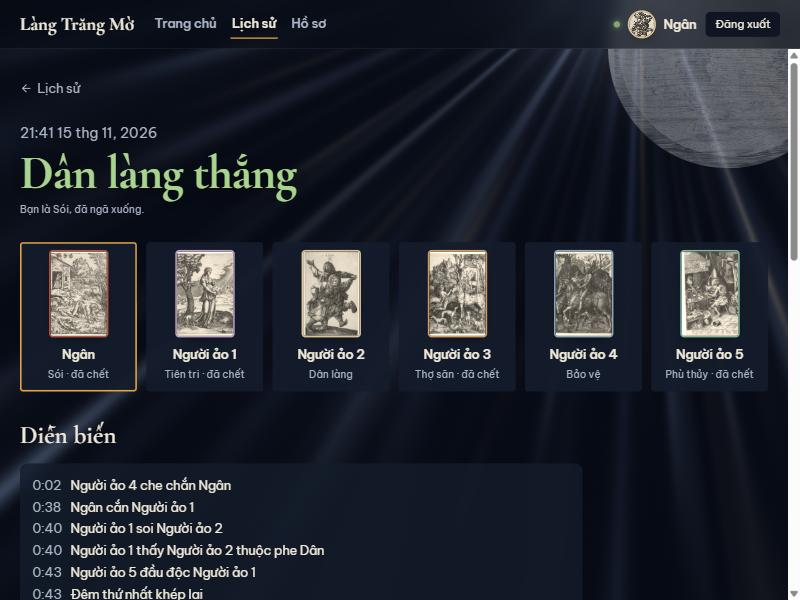 Làng Trăng Mờ Trang chủ Lịch sử Hồ sơ Ngân Đăng xuất
← Lịch sử
21:41 15 thg 11, 2026
Dân làng thắng
Bạn là Sói, đã ngã xuống.
Ngân Người ảo 1 Người ảo 2 Người ảo 3 Người ảo 4 Người ảo 5
Sói · đã chết Tiên tri · đã chết Dân làng Thợ săn · đã chết Bảo vệ Phù thủy · đã chết
Diễn biến
0:02 Người ảo 4 che chắn Ngân
0:38 Ngân cắn Người ảo 1
0:40 Người ảo 1 soi Người ảo 2
0:40 Người ảo 1 thấy Người ảo 2 thuộc phe Dân
0:43 Người ảo 5 đầu độc Người ảo 1
0:43 Đêm thứ nhất khép lại